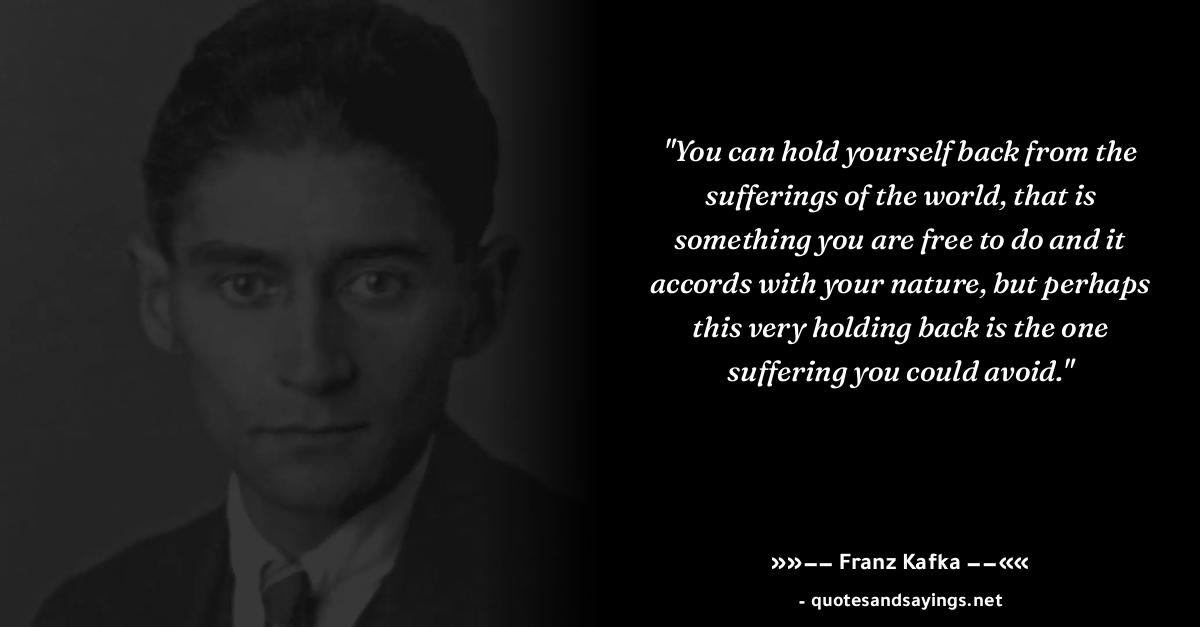 "You can hold yourself back from the
sufferings of the world, that is
something you are free to do and it
accords with your nature, but perhaps
this very holding back is the one
suffering you could avoid."
»»−− Franz Kafka −−««
- quotesandsayings.net